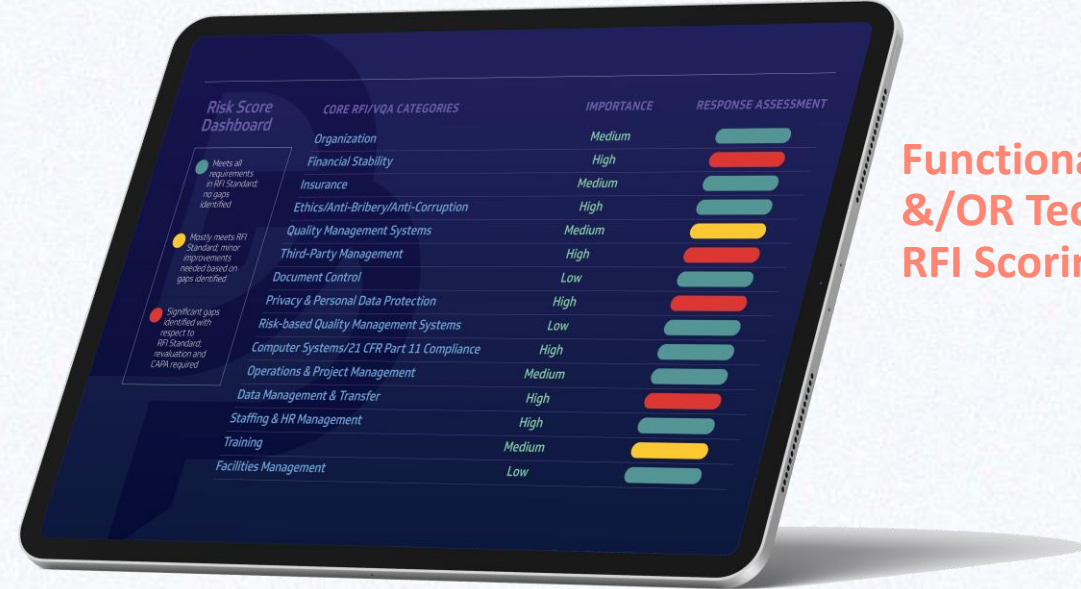 Risk Score
Dashboard
Meets all
requirements
in RFI Standard;
no gaps
identified
Mostly meets RFI
Standard; minor
improvements
needed based on
gaps identified
Significant gaps
identified with
respect to
RFI Standard;
revaluation and
CAPA required
CORE RFI/VQA CATEGORIES IMPORTANCE RESPONSE ASSESSMENT
Organization Medium
Financial Stability High
Insurance Medium
Ethics/Anti-Bribery/Anti-Corruption High
Quality Management Systems Medium
Third-Party Management High
Document Control Low
Privacy & Personal Data Protection High
Risk-based Quality Management Systems Low
Computer Systems/21 CFR Part 11 Compliance High
Operations & Project Management Medium
Data Management & Transfer High
Staffing & HR Management High
Training Medium
Facilities Management Low
&/OR
RFI